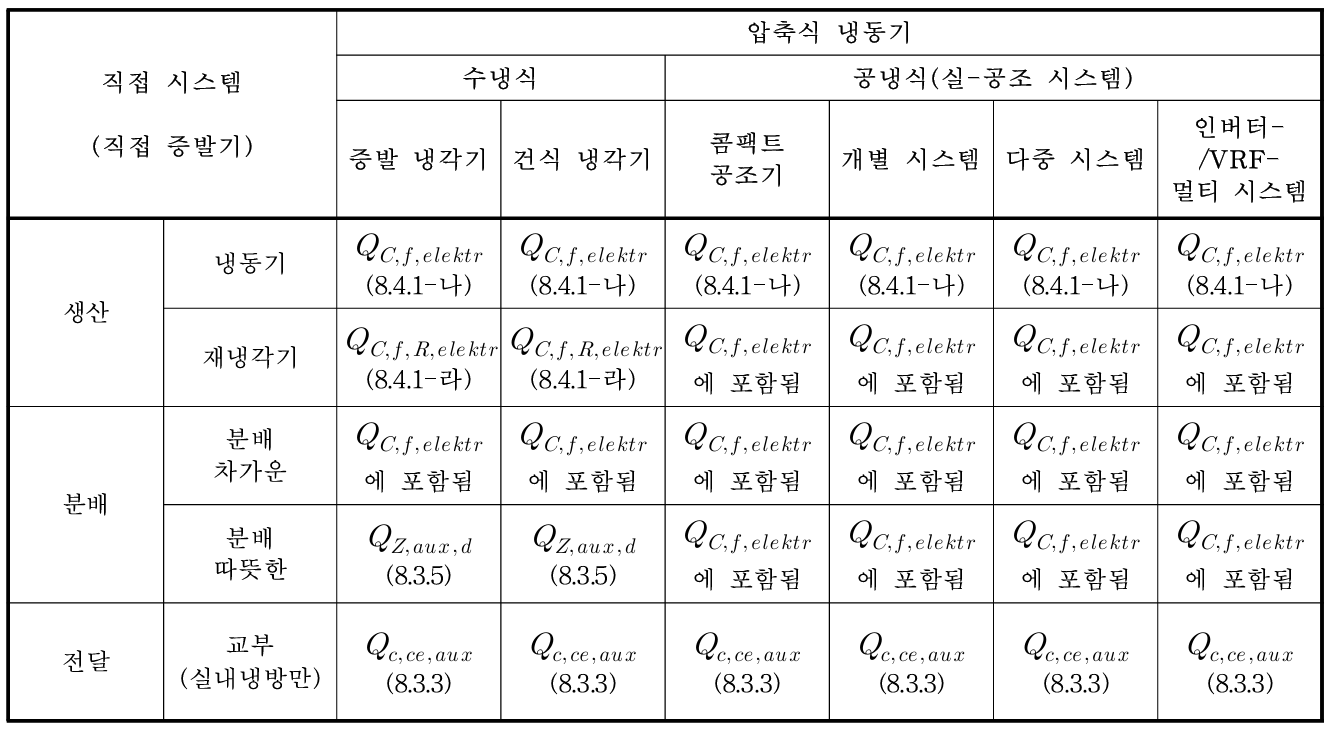 직접 시스템
(직접 증발기)
압축식 냉동기
수냉식 공냉식(실-공조 시스템)
증발 냉각기 건식 냉각기 콤팩트 공조기 개별 시스템 다중 시스템 인버터-/VRF-멀티 시스템
생산
냉동기 Q_{C,f,elektr} Q_{C,f,elektr} Q_{C,f,elektr} Q_{C,f,elektr} Q_{C,f,elektr} Q_{C,f,elektr}
(8.4.1-나) (8.4.1-나) (8.4.1-나) (8.4.1-나) (8.4.1-나) (8.4.1-나)
재냉각기 Q_{C,f,R,elektr} Q_{C,f,R,elektr} Q_{C,f,elektr} Q_{C,f,elektr} Q_{C,f,elektr} Q_{C,f,elektr}
(8.4.1-라) (8.4.1-라) 에 포함됨 에 포함됨 에 포함됨 에 포함됨
분배
분배 차가운 Q_{C,f,elektr} Q_{C,f,elektr} Q_{C,f,elektr} Q_{C,f,elektr} Q_{C,f,elektr} Q_{C,f,elektr}
에 포함됨 에 포함됨 에 포함됨 에 포함됨 에 포함됨 에 포함됨
분배 따뜻한 Q_{Z,aux,d} Q_{Z,aux,d} Q_{C,f,elektr} Q_{C,f,elektr} Q_{C,f,elektr} Q_{C,f,elektr}
(8.3.5) (8.3.5) 에 포함됨 에 포함됨 에 포함됨 에 포함됨
전달
교부 (실내냉방만) Q_{c,ce,aux} Q_{c,ce,aux} Q_{c,ce,aux} Q_{c,ce,aux} Q_{c,ce,aux} Q_{c,ce,aux}
(8.3.3) (8.3.3) (8.3.3) (8.3.3) (8.3.3) (8.3.3)